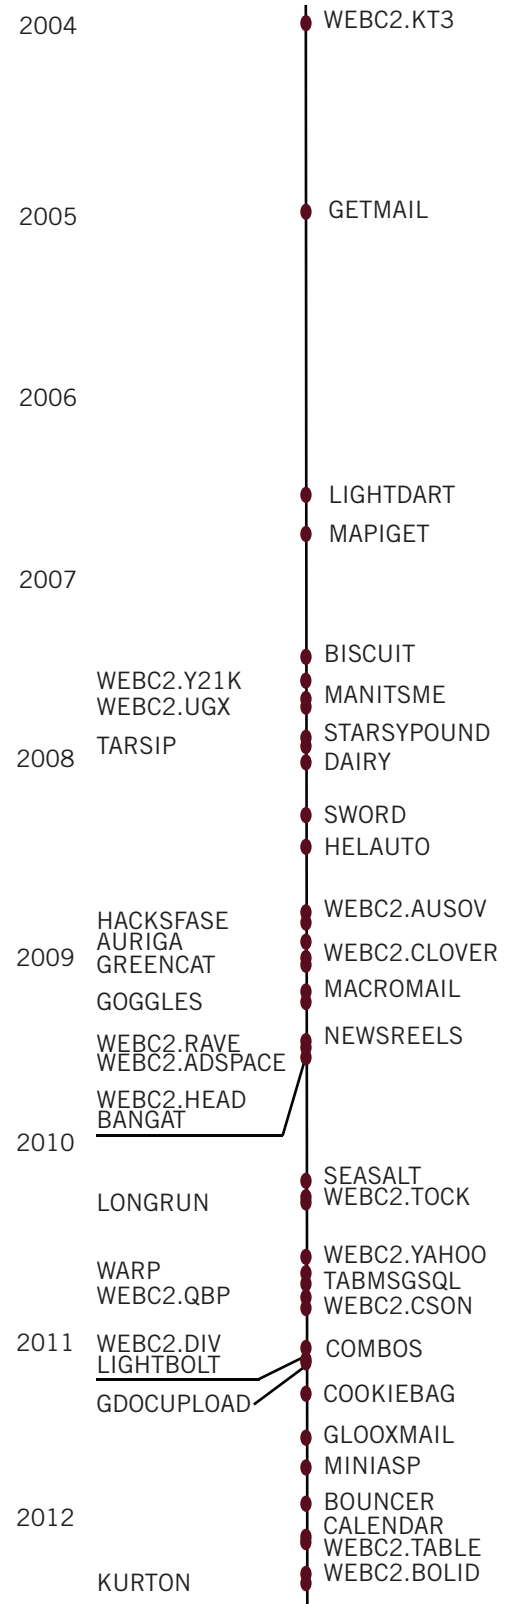 2004
WEBC2.KT3
2005
GETMAIL
2006
LIGHTDART
MAPIGET
2007
BISCUIT
WEBC2.Y21K
MANITSME
WEBC2.UGX
STARSYPOUND
TARSIP
2008
DAIRY
SWORD
HELAUTO
WEBC2.AUSOV
HACKSFASE
AURIGA
WEBC2.CLOVER
2009
GREENCAT
MACROMAIL
GOGGLES
NEWSREELS
WEBC2.RAVE
WEBC2.ADSPACE
WEBC2.HEAD
BANGAT
2010
SEASALT
WEBC2.TOCK
LONGRUN
WEBC2.YAHOO
WARP
TABMSGSQL
WEBC2.QBP
WEBC2.CSON
2011
WEBC2.DIV
COMBOS
LIGHTBOLT
COOKIEBAG
GDOCUPLOAD
GLOOXMAIL
MINIASP
BOUNCER
2012
CALENDAR
WEBC2.TABLE
WEBC2.BOLID
KURTON